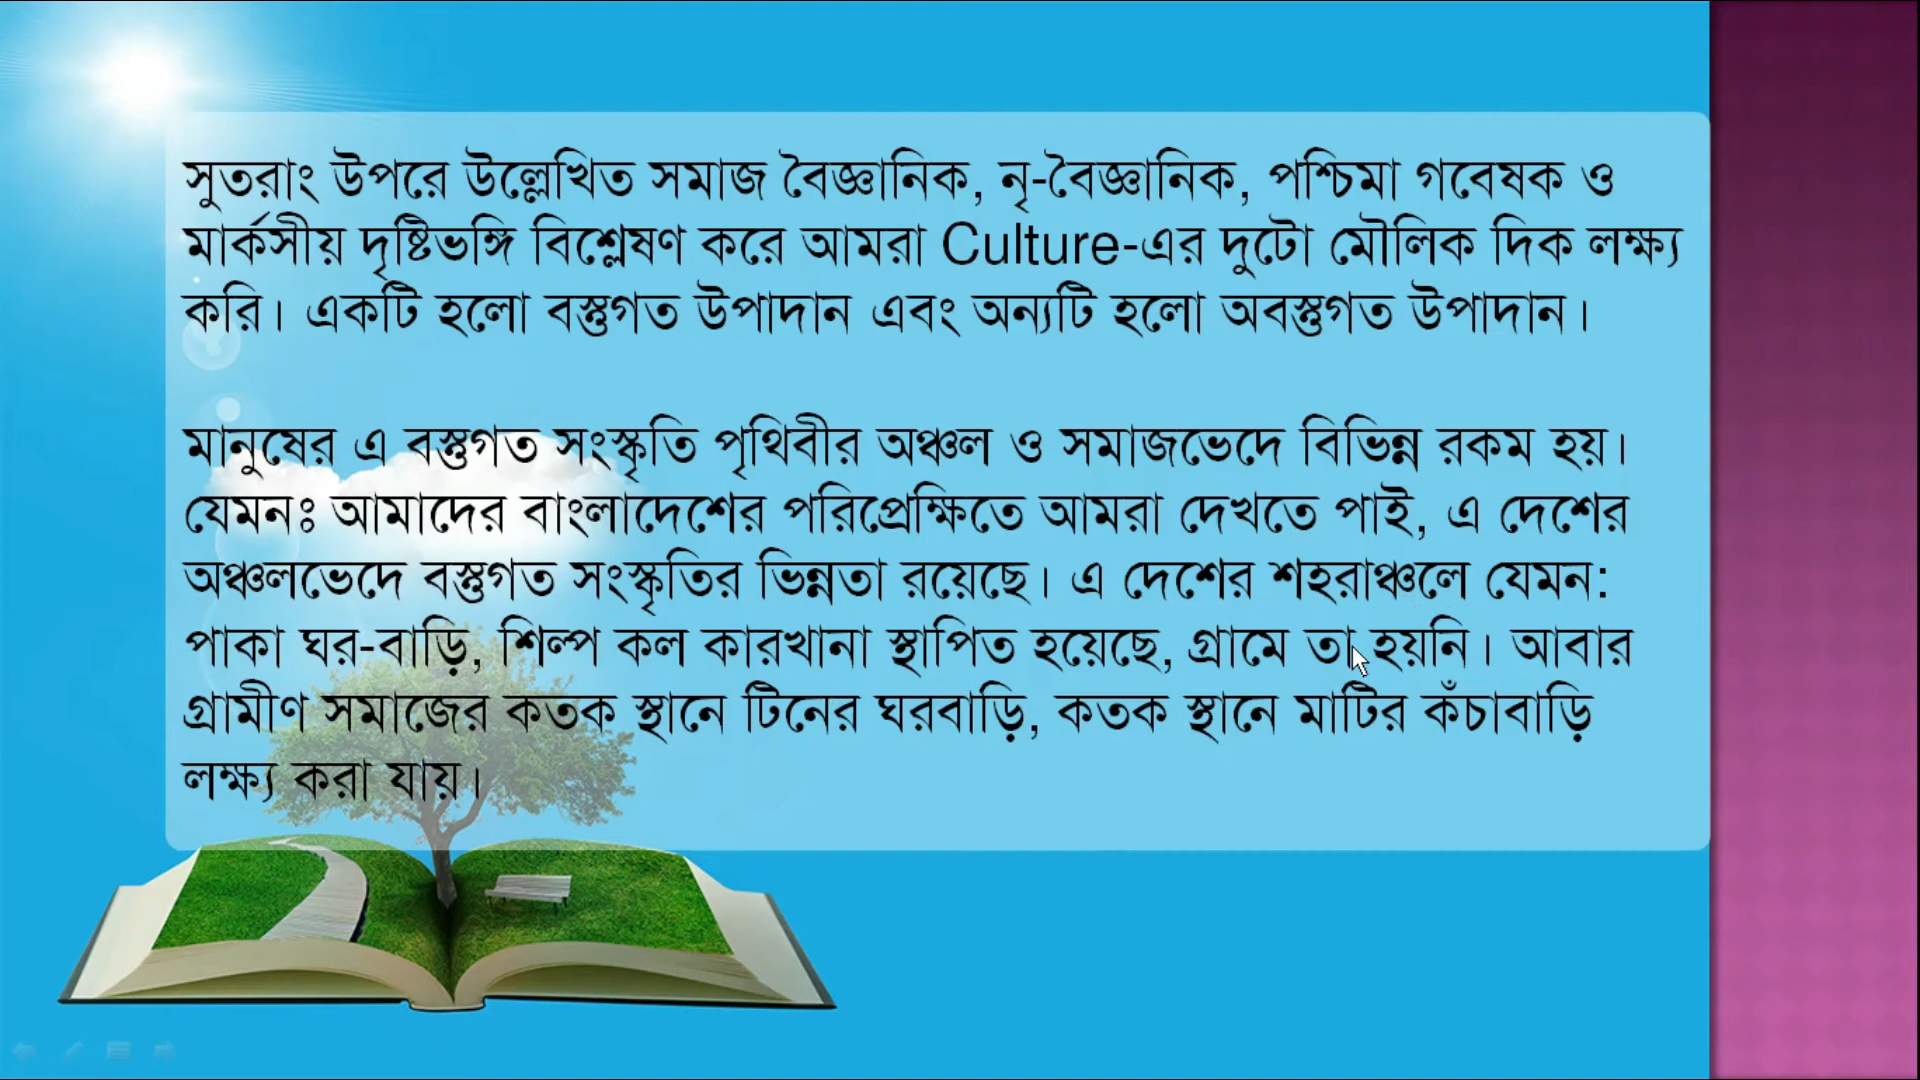 সুতরাং উপরে উল্লেখিত সমাজ বৈজ্ঞানিক, নৃ-বৈজ্ঞানিক, পশ্চিমা গবেষক ও
মার্কসীয় দৃষ্টিভঙ্গি বিশ্লেষণ করে আমরা Culture-এর দুটো মৌলিক দিক লক্ষ্য
করি। একটি হলো বস্তুগত উপাদান এবং অন্যটি হলো অবস্তুগত উপাদান।
মানুষের এ বস্তুগত সংস্কৃতি পৃথিবীর অঞ্চল ও সমাজভেদে বিভিন্ন রকম হয়।
যেমনঃ আমাদের বাংলাদেশের পরিপ্রেক্ষিতে আমরা দেখতে পাই, এ দেশের
অঞ্চলভেদে বস্তুগত সংস্কৃতির ভিন্নতা রয়েছে। এ দেশের শহরাঞ্চলে যেমন:
পাকা ঘর-বাড়ি, শিল্প কল কারখানা স্থাপিত হয়েছে, গ্রামে তা হয়নি। আবার
গ্রামীণ সমাজের কতক স্থানে টিনের ঘরবাড়ি, কতক স্থানে মাটির কঁচাবাড়ি
লক্ষ্য করা যায়।